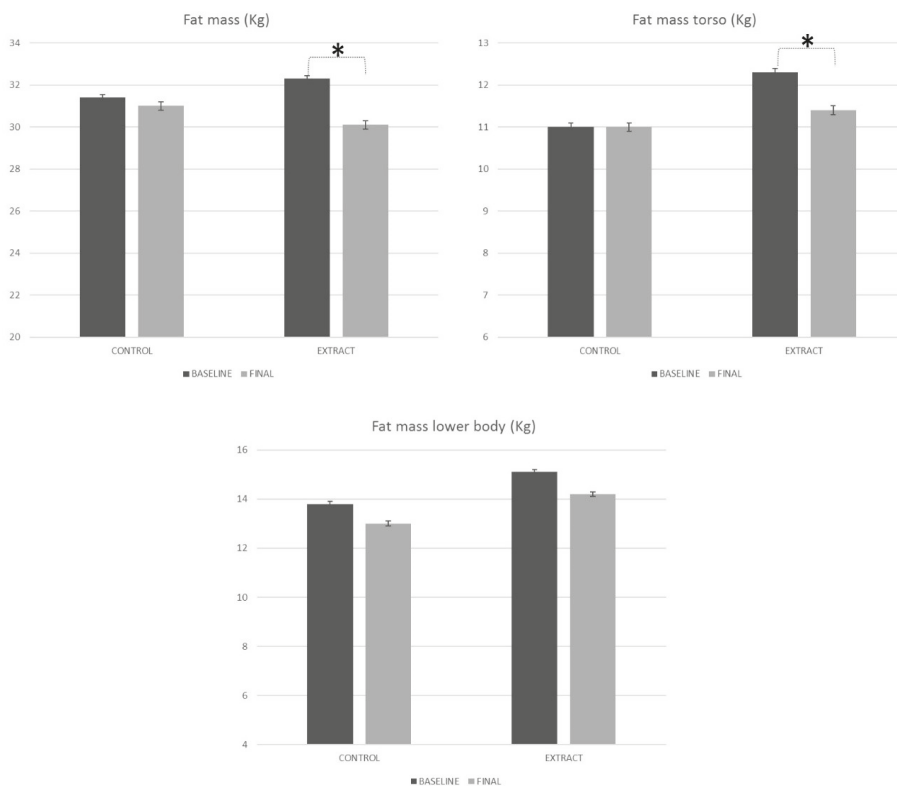 Fat mass (Kg)
34
32
30
28
26
24
22
20
*
CONTROL
EXTRACT
BASELINE FINAL
Fat mass torso (Kg)
13
12
11
10
9
8
7
6
*
CONTROL
EXTRACT
BASELINE FINAL
Fat mass lower body (Kg)
16
14
12
10
8
6
4
CONTROL
EXTRACT
BASELINE FINAL